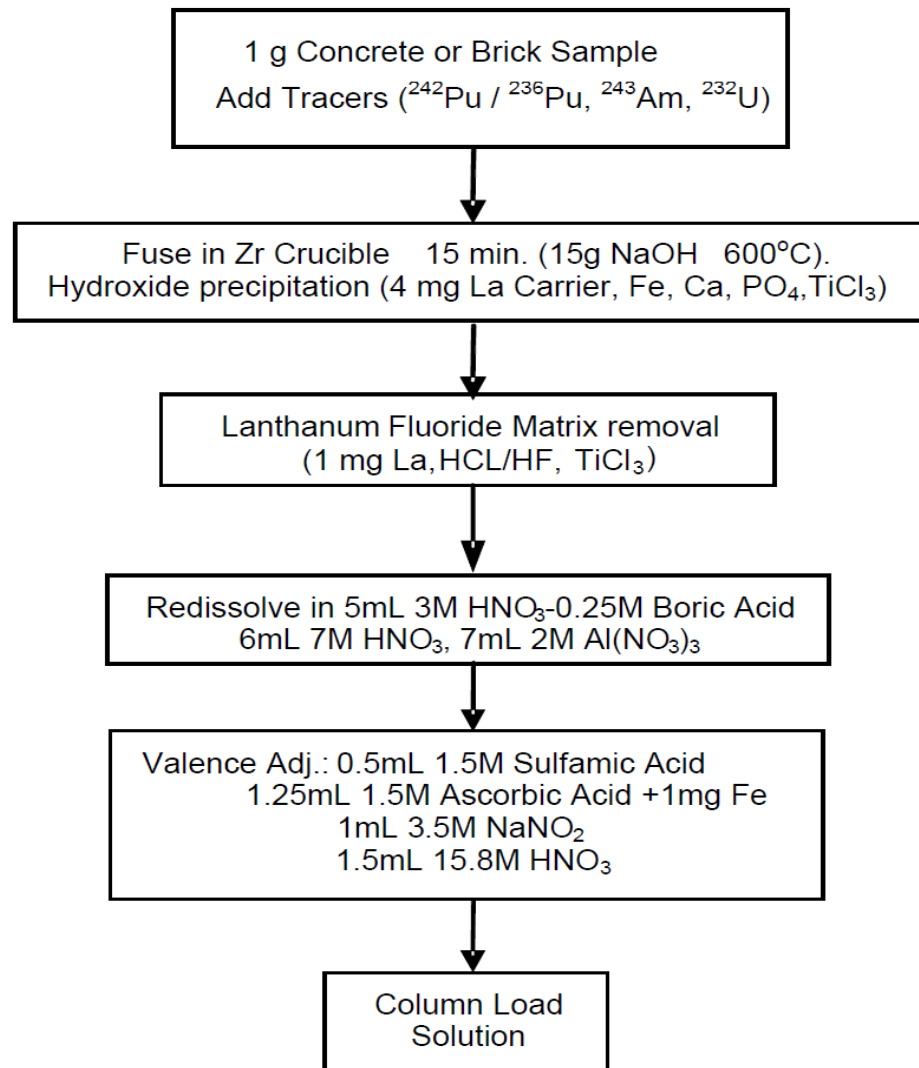 1 g Concrete or Brick Sample
Add Tracers (²⁴²Pu / ²³⁶Pu, ²⁴³Am, ²³²U)
Fuse in Zr Crucible 15 min. (15g NaOH 600°C).
Hydroxide precipitation (4 mg La Carrier, Fe, Ca, PO₄,TiCl₃)
Lanthanum Fluoride Matrix removal
(1 mg La,HCL/HF, TiCl₃)
Redissolve in 5mL 3M HNO₃-0.25M Boric Acid
6mL 7M HNO₃, 7mL 2M Al(NO₃)₃
Valence Adj.: 0.5mL 1.5M Sulfamic Acid
1.25mL 1.5M Ascorbic Acid +1mg Fe
1mL 3.5M NaNO₂
1.5mL 15.8M HNO₃
Column Load
Solution